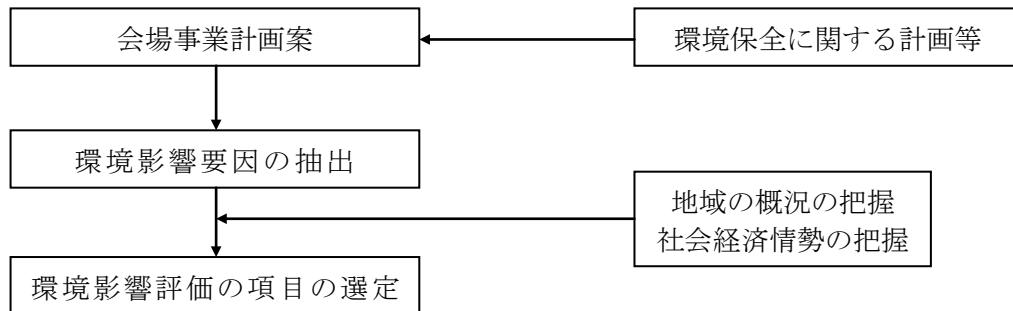 会場事業計画案
環境保全に関する計画等
環境影響要因の抽出
地域の概況の把握
社会経済情勢の把握
環境影響評価の項目の選定